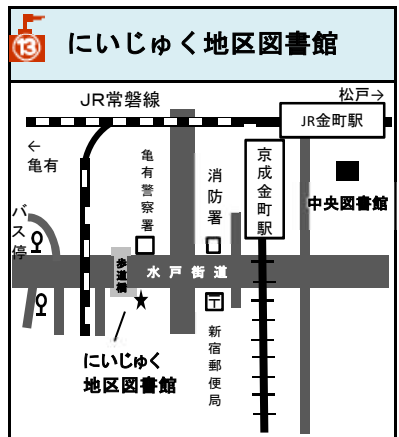 ⑬ にいじゅく地区図書館
松戸→
JR常磐線
JR金町駅
←
亀有
亀有警察署
消防署
京成金町駅
中央図書館
バス停
歩道橋
水戸街道
〒
新宿郵便局
にいじゅく
地区図書館